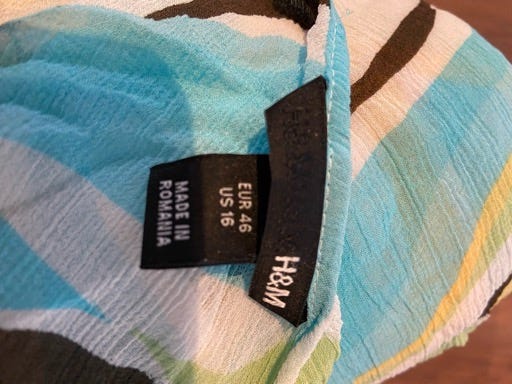 H&M
EUR 46
US 16
MADE IN
ROMANIA